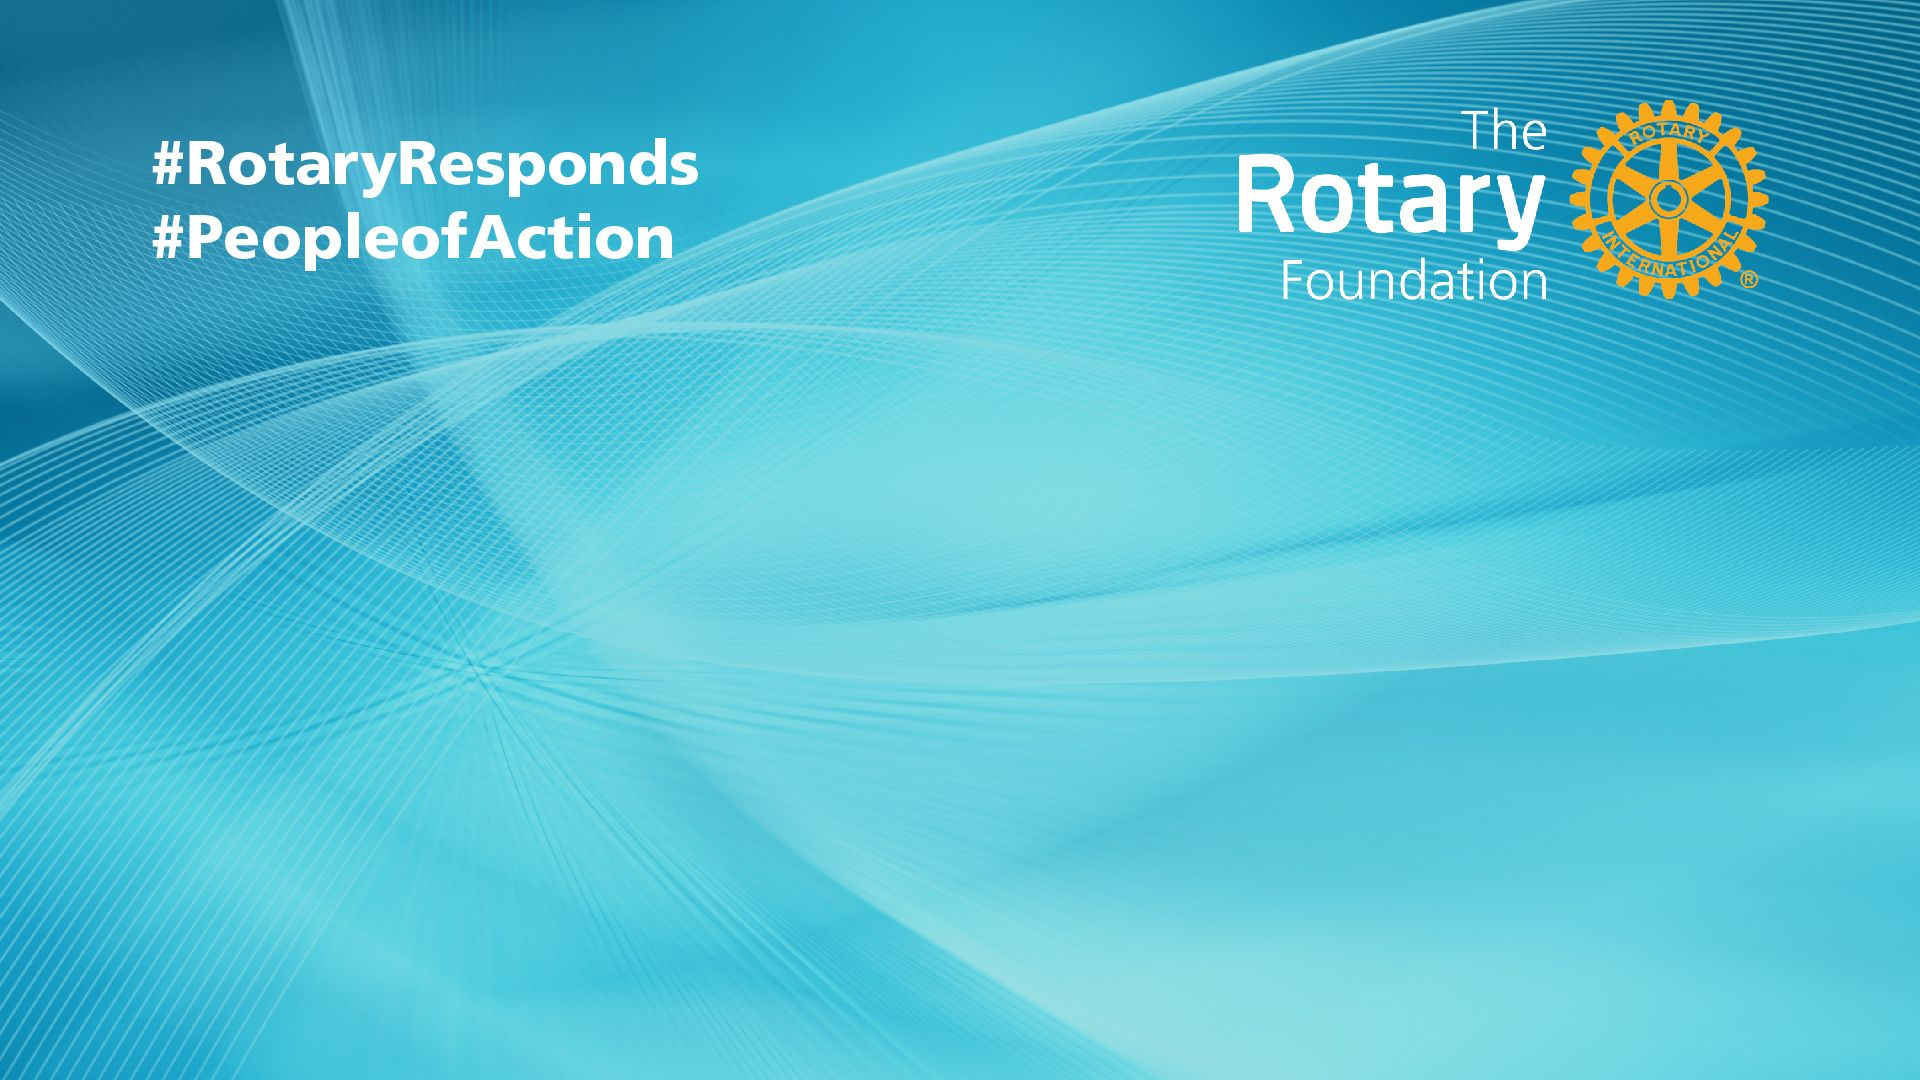 #RotaryResponds
#PeopleofAction
The
Rotary
Foundation
ROTARY
INTERNATIONAL
®